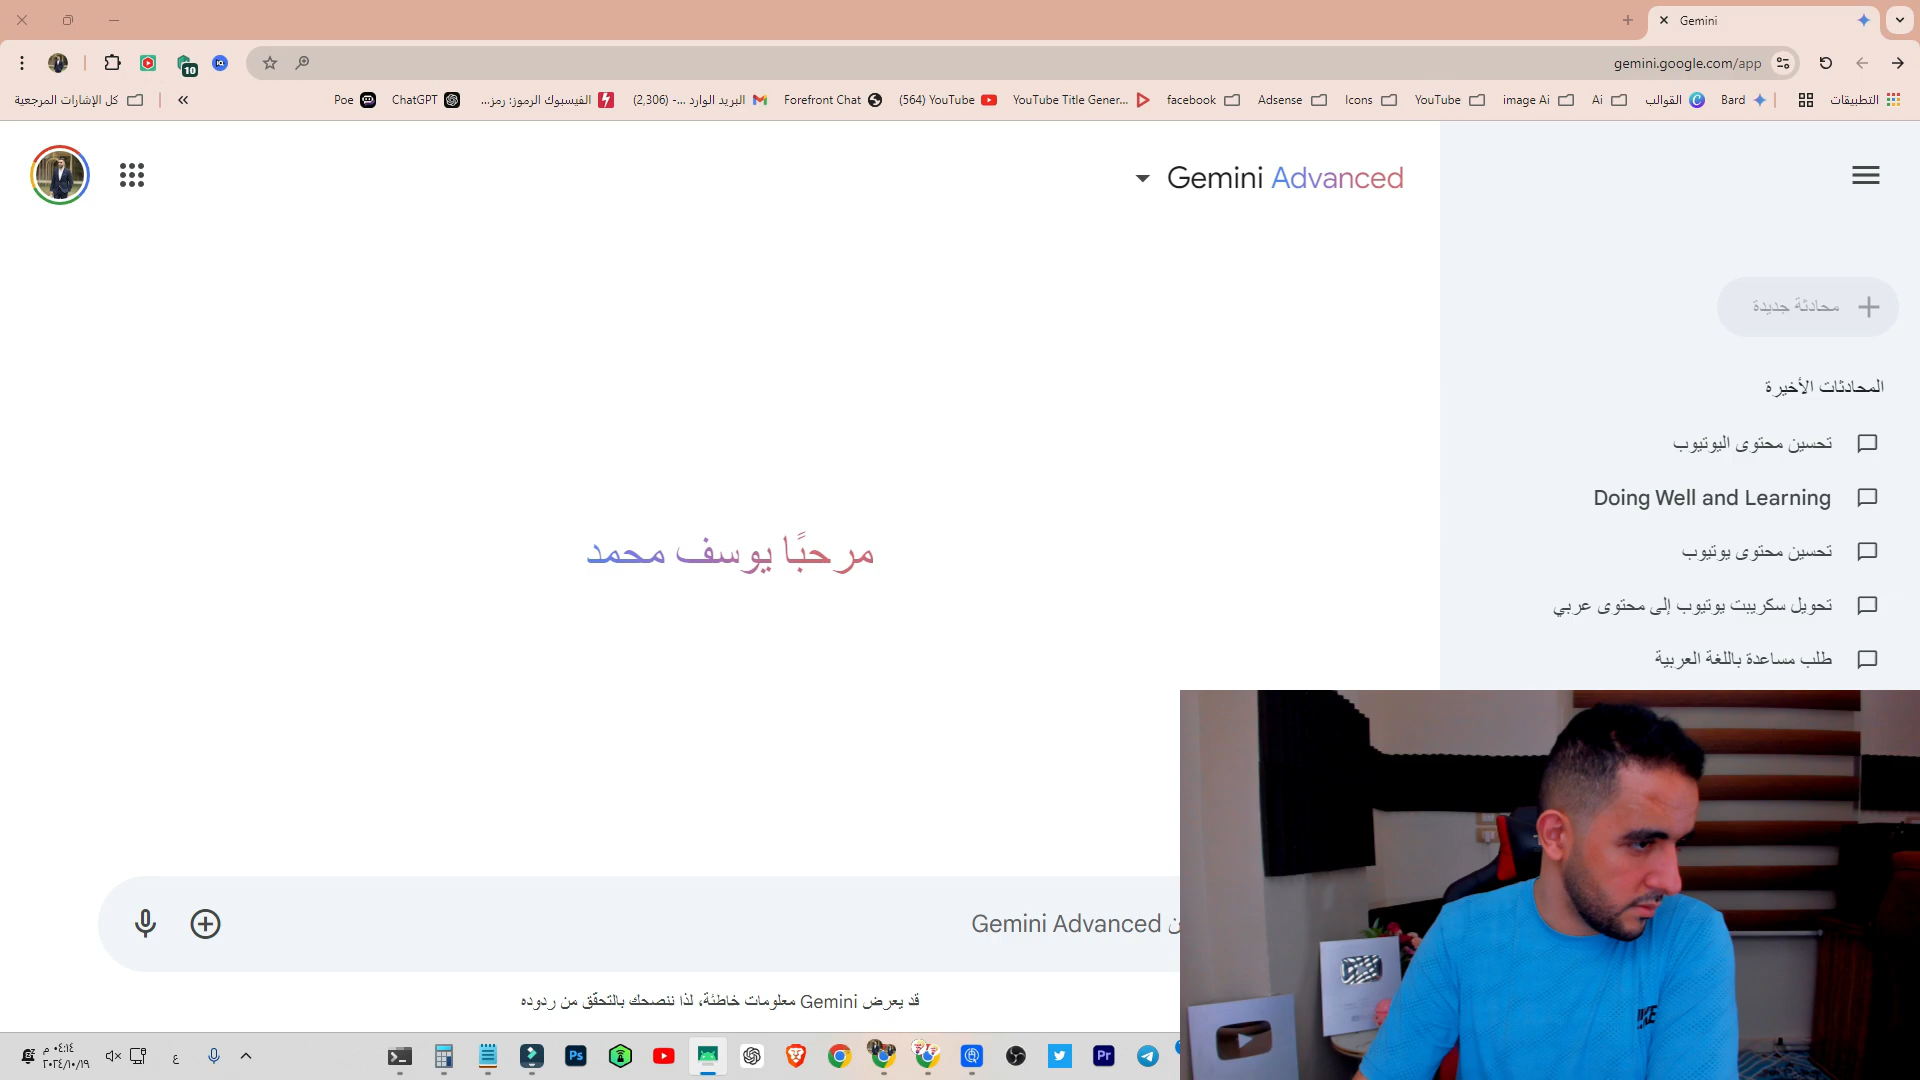 Gemini
gemini.google.com/app
10
التطبيقات
Bard
القوالب
Ai
image Ai
YouTube
Icons
Adsense
facebook
YouTube Title Gener...
(564) YouTube
Forefront Chat
البريد الوارد ...- (2,306)
الفيسبوك الرموز: رمز...
ChatGPT
Poe
كل الإشارات المرجعية
Gemini Advanced
محادثة جديدة
المحادثات الأخيرة
تحسين محتوى اليوتيوب
Doing Well and Learning
تحسين محتوى يوتيوب
تحويل سكريبت يوتيوب إلى محتوى عربي
طلب مساعدة باللغة العربية
مرحبًا يوسف محمد
Gemini Advanced
قد يعرض Gemini معلومات خاطئة، لذا ننصحك بالتحقّق من ردوده
Ps
Pr
ع
٠٤:١٤ م
٢٠٢٤/١٠/١٩